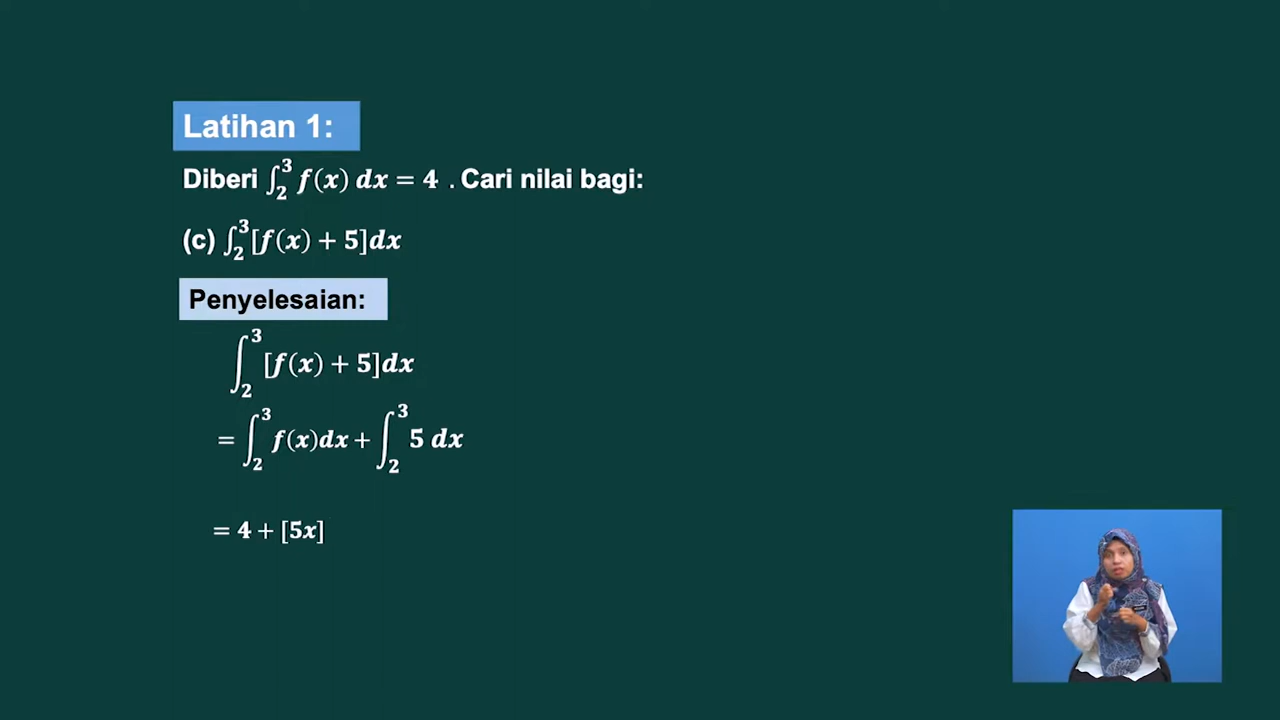 Latihan 1:
Diberi ∫₂³ f(x) dx = 4 . Cari nilai bagi:
(c) ∫₂³ [f(x) + 5]dx
Penyelesaian:
∫₂³ [f(x) + 5]dx
= ∫₂³ f(x)dx + ∫₂³ 5 dx
= 4 + [5x]